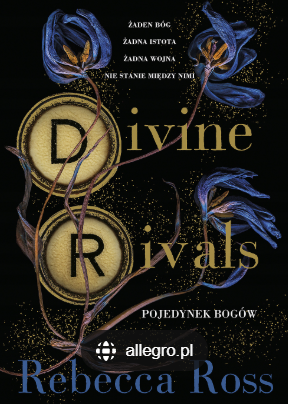 ŻADEN BÓG
ŻADNA ISTOTA
ŻADNA WOJNA
NIE STANIE MIĘDZY NIMI
Divine
Rivals
POJEDYNEK BOGÓW
allegro.pl
Rebecca Ross